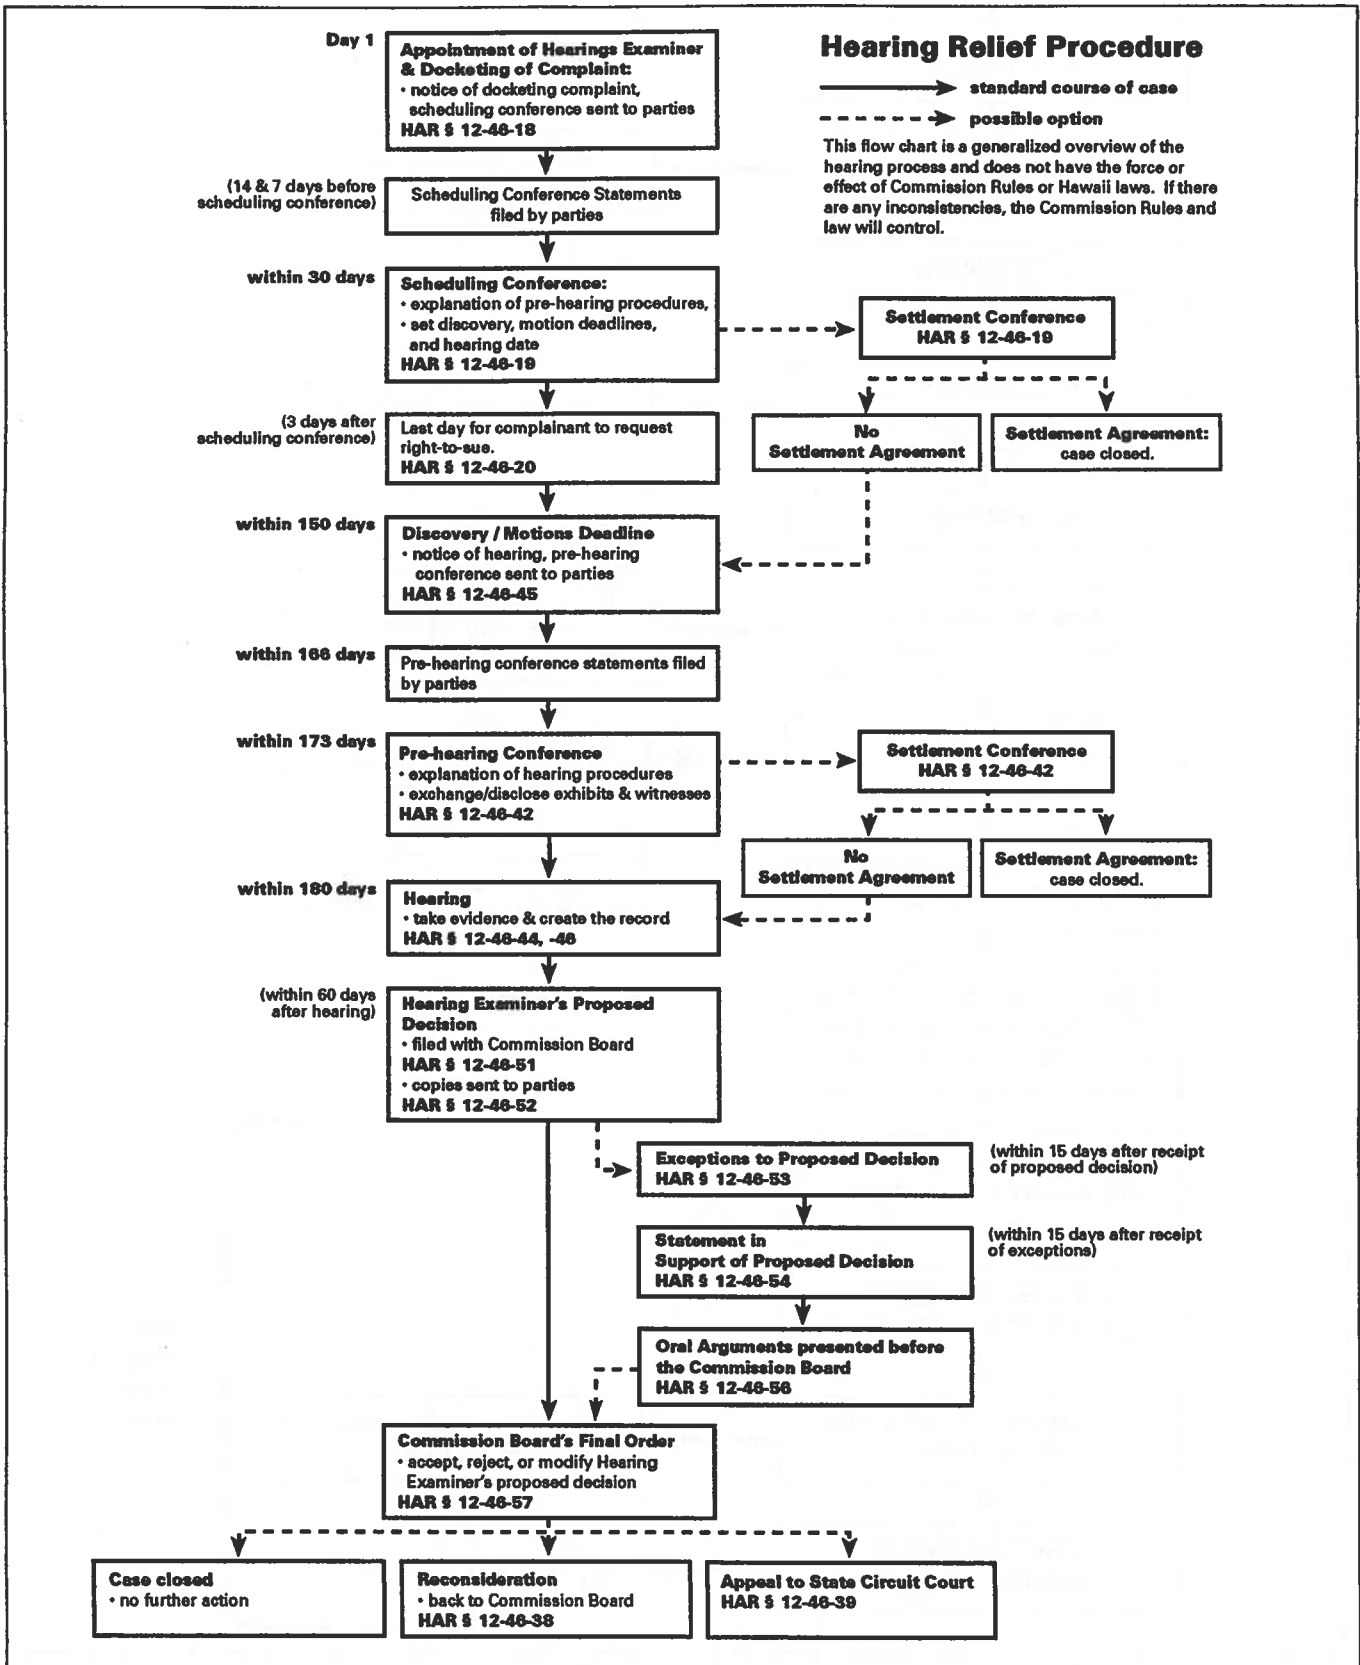 Hearing Relief Procedure
standard course of case
possible option
This flow chart is a generalized overview of the
hearing process and does not have the force or
effect of Commission Rules or Hawaii laws. If there
are any inconsistencies, the Commission Rules and
law will control.
Day 1
Appointment of Hearings Examiner
& Docketing of Complaint:
• notice of docketing complaint,
scheduling conference sent to parties
HAR § 12-46-18
(14 & 7 days before
scheduling conference)
Scheduling Conference Statements
filed by parties
within 30 days
Scheduling Conference:
• explanation of pre-hearing procedures,
• set discovery, motion deadlines,
and hearing date
HAR § 12-46-19
Settlement Conference
HAR § 12-46-19
No
Settlement Agreement
Settlement Agreement:
case closed.
(3 days after
scheduling conference)
Last day for complainant to request
right-to-sue.
HAR § 12-46-20
within 150 days
Discovery / Motions Deadline
• notice of hearing, pre-hearing
conference sent to parties
HAR § 12-46-45
within 166 days
Pre-hearing conference statements filed
by parties
within 173 days
Pre-hearing Conference
• explanation of hearing procedures
• exchange/disclose exhibits & witnesses
HAR § 12-46-42
Settlement Conference
HAR § 12-46-42
No
Settlement Agreement
Settlement Agreement:
case closed.
within 180 days
Hearing
• take evidence & create the record
HAR § 12-46-44, -46
(within 60 days
after hearing)
Hearing Examiner's Proposed
Decision
• filed with Commission Board
HAR § 12-46-51
• copies sent to parties
HAR § 12-46-52
Exceptions to Proposed Decision
HAR § 12-46-53
(within 15 days after receipt
of proposed decision)
Statement in
Support of Proposed Decision
HAR § 12-46-54
(within 15 days after receipt
of exceptions)
Oral Arguments presented before
the Commission Board
HAR § 12-46-56
Commission Board's Final Order
• accept, reject, or modify Hearing
Examiner's proposed decision
HAR § 12-46-57
Case closed
• no further action
Reconsideration
• back to Commission Board
HAR § 12-46-38
Appeal to State Circuit Court
HAR § 12-46-39